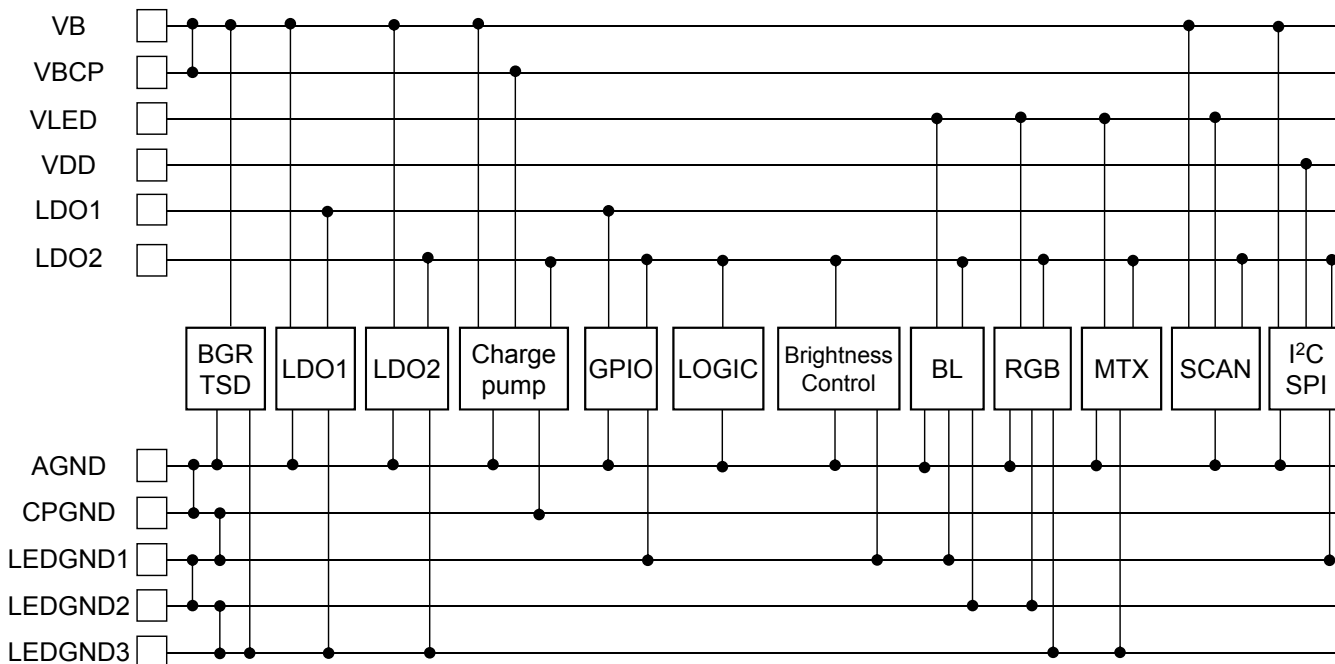 VB
VBCP
VLED
VDD
LDO1
LDO2
BGR
TSD
LDO1
LDO2
Charge
pump
GPIO
LOGIC
Brightness
Control
BL
RGB
MTX
SCAN
I²C
SPI
AGND
CPGND
LEDGND1
LEDGND2
LEDGND3